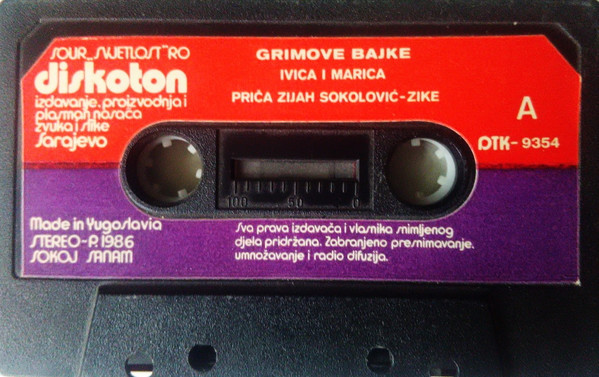 SOUR „SVJETLOST” RO
diskoton
izdavanje, proizvodnja i
plasman nosača
zvuka i slike
Sarajevo
GRIMOVE BAJKE
IVICA I MARICA
PRIČA ZIJAH SOKOLOVIĆ-ZIKE
A
DTK-9354
100 50 0
Made in Yugoslavia
STEREO-P. 1986
SOKOJ SANAM
Sva prava izdavača i vlasnika snimljenog
djela pridržana. Zabranjeno presnimavanje,
umnožavanje i radio difuzija.